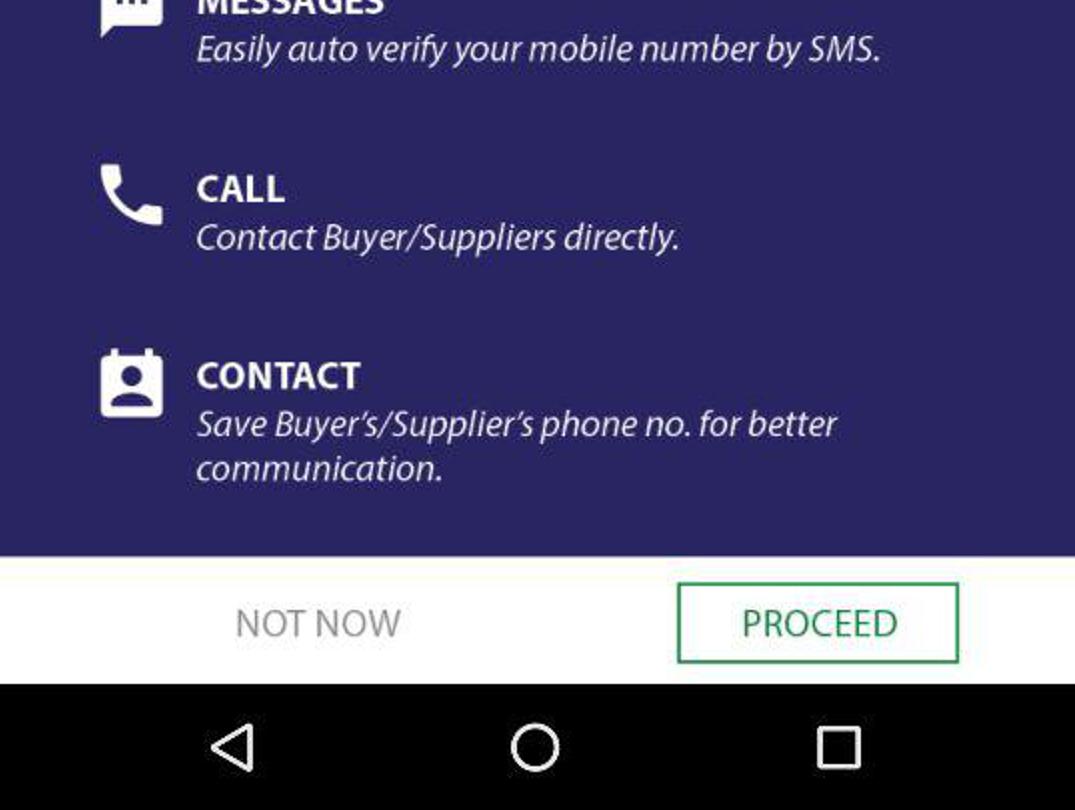 MESSAGES
Easily auto verify your mobile number by SMS.
CALL
Contact Buyer/Suppliers directly.
CONTACT
Save Buyer’s/Supplier’s phone no. for better
communication.
NOT NOW
PROCEED